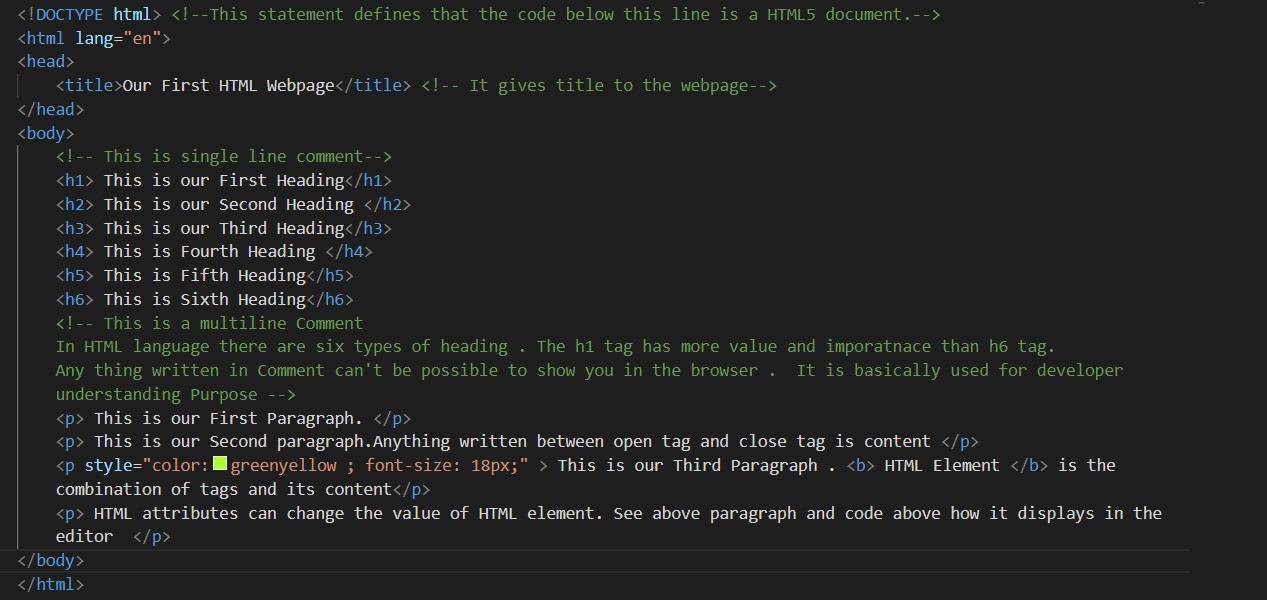 <!DOCTYPE html> <!--This statement defines that the code below this line is a HTML5 document.-->
<html lang="en">
<head>
    <title>Our First HTML Webpage</title> <!-- It gives title to the webpage-->
</head>
<body>
    <!-- This is single line comment-->
    <h1> This is our First Heading</h1>
    <h2> This is our Second Heading </h2>
    <h3> This is our Third Heading</h3>
    <h4> This is Fourth Heading </h4>
    <h5> This is Fifth Heading</h5>
    <h6> This is Sixth Heading</h6>
    <!-- This is a multiline Comment
    In HTML language there are six types of heading . The h1 tag has more value and imporatnace than h6 tag.
    Any thing written in Comment can't be possible to show you in the browser .  It is basically used for developer
    understanding Purpose -->
    <p> This is our First Paragraph. </p>
    <p> This is our Second paragraph.Anything written between open tag and close tag is content </p>
    <p style="color: greenyellow ; font-size: 18px;" > This is our Third Paragraph . <b> HTML Element </b> is the
    combination of tags and its content</p>
    <p> HTML attributes can change the value of HTML element. See above paragraph and code above how it displays in the
    editor  </p>
</body>
</html>